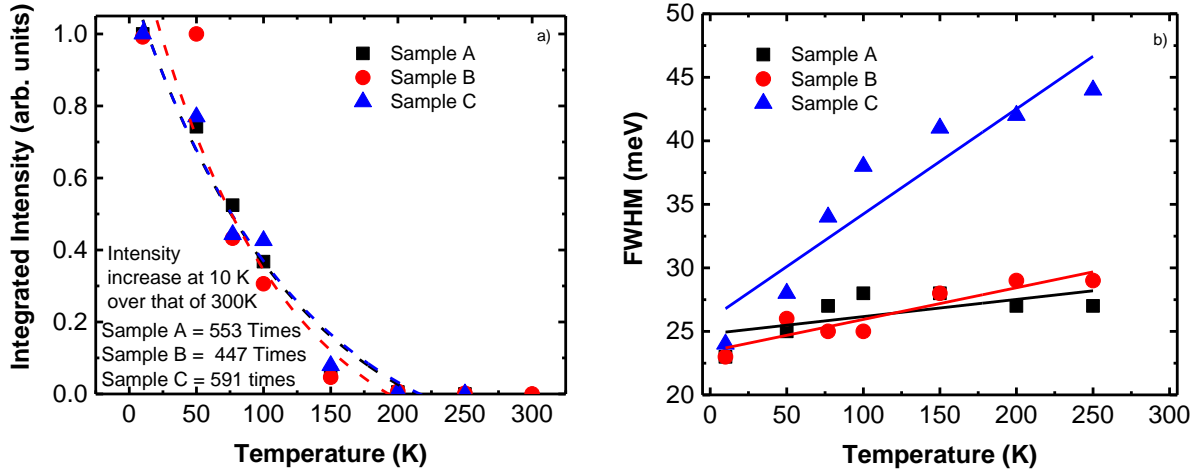 a)
Sample A
Sample B
Sample C
Integrated Intensity (arb. units)
1.0
0.8
0.6
0.4
0.2
0.0
Intensity
increase at 10 K
over that of 300K
Sample A = 553 Times
Sample B = 447 Times
Sample C = 591 times
0 50 100 150 200 250 300
Temperature (K)
b)
Sample A
Sample B
Sample C
FWHM (meV)
50
45
40
35
30
25
20
0 50 100 150 200 250 300
Temperature (K)